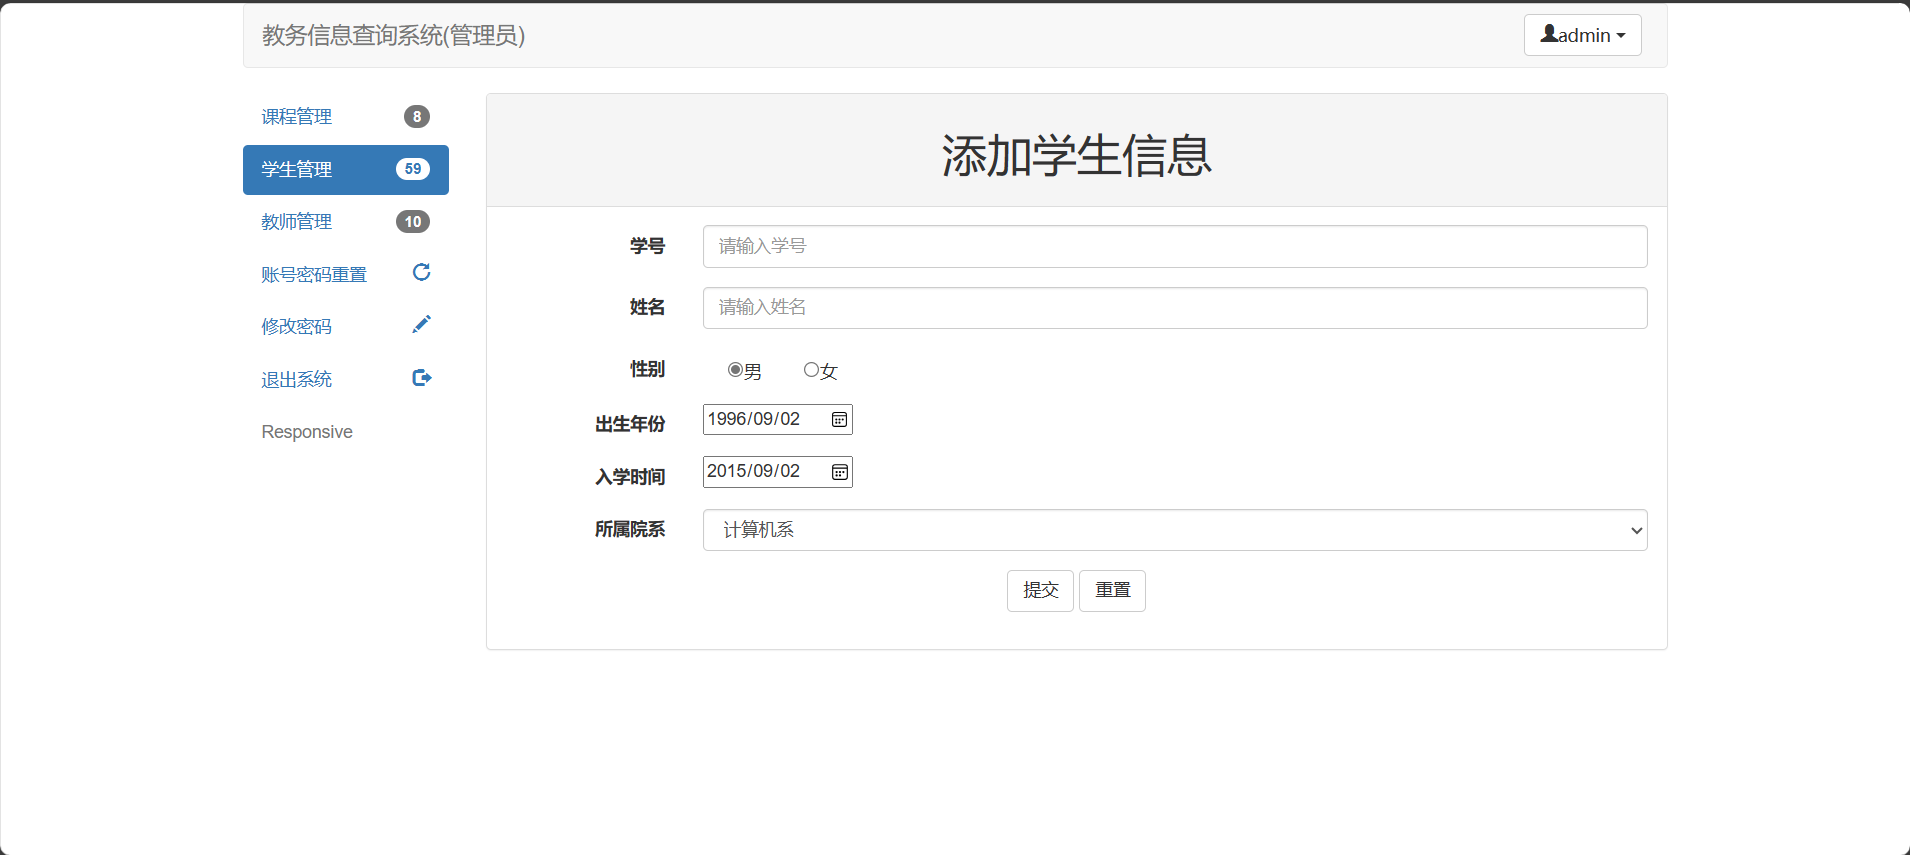 教务信息查询系统(管理员)
admin
课程管理 8
学生管理 59
教师管理 10
账号密码重置
修改密码
退出系统
Responsive
添加学生信息
学号 请输入学号
姓名 请输入姓名
性别 男 女
出生年份 1996/09/02
入学时间 2015/09/02
所属院系 计算机系
提交 重置